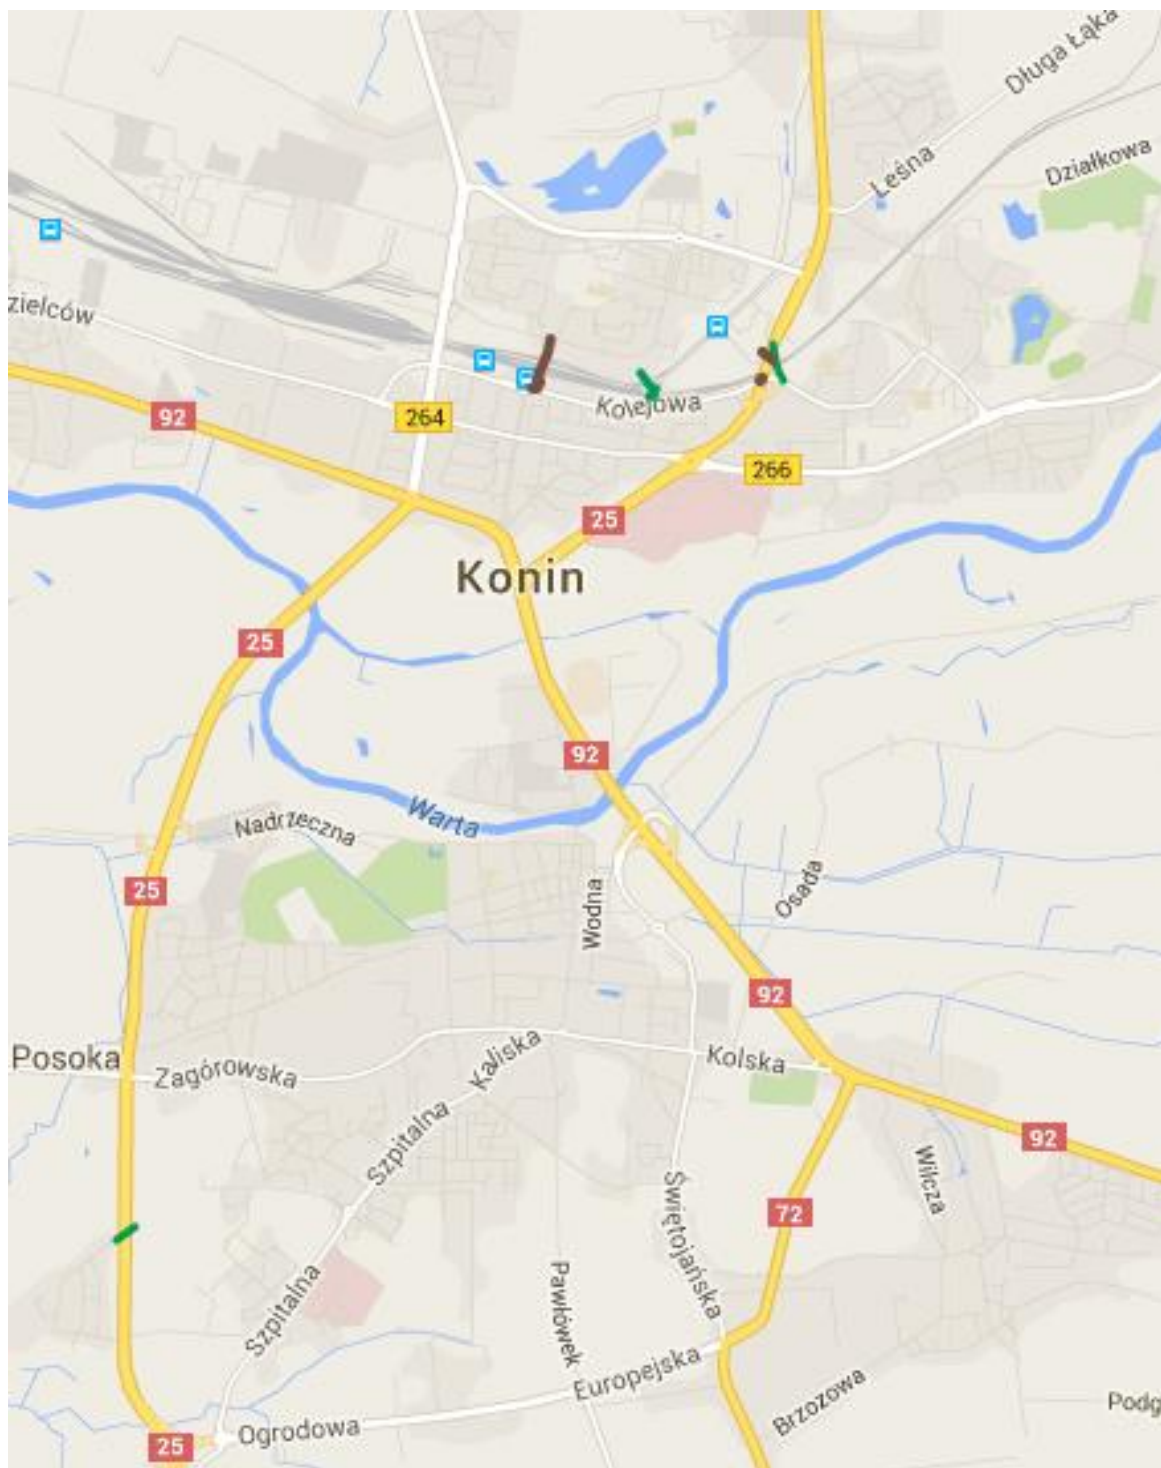 Długa Łąka
Leśna
Działkowa
zielców
92
264
Kolejowa
266
25
Konin
25
92
Warta
Nadrzeczna
25
Osada
Wodna
92
Posoka
Zagórowska
Kaliska
Kolska
Szpitalna
92
Wilcza
72
Świętojańska
Szpitalna
Pawłówek
Europejska
Brzozowa
Podg
Ogrodowa
25